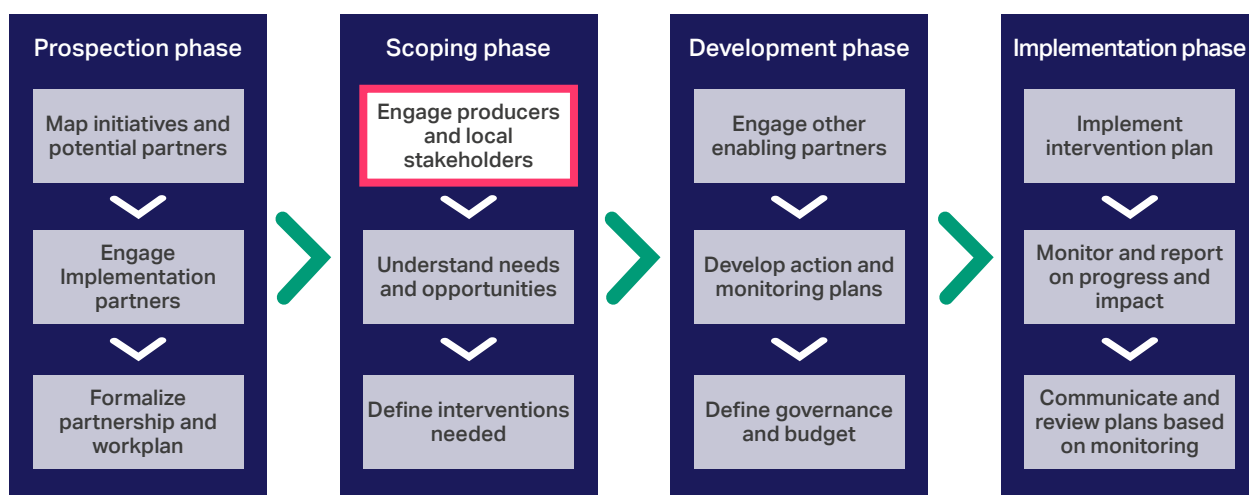 Prospection phase
Map initiatives and
potential partners
Engage
Implementation
partners
Formalize
partnership and
workplan
Scoping phase
Engage producers
and local
stakeholders
Understand needs
and opportunities
Define interventions
needed
Development phase
Engage other
enabling partners
Develop action and
monitoring plans
Define governance
and budget
Implementation phase
Implement
intervention plan
Monitor and report
on progress and
impact
Communicate and
review plans based
on monitoring